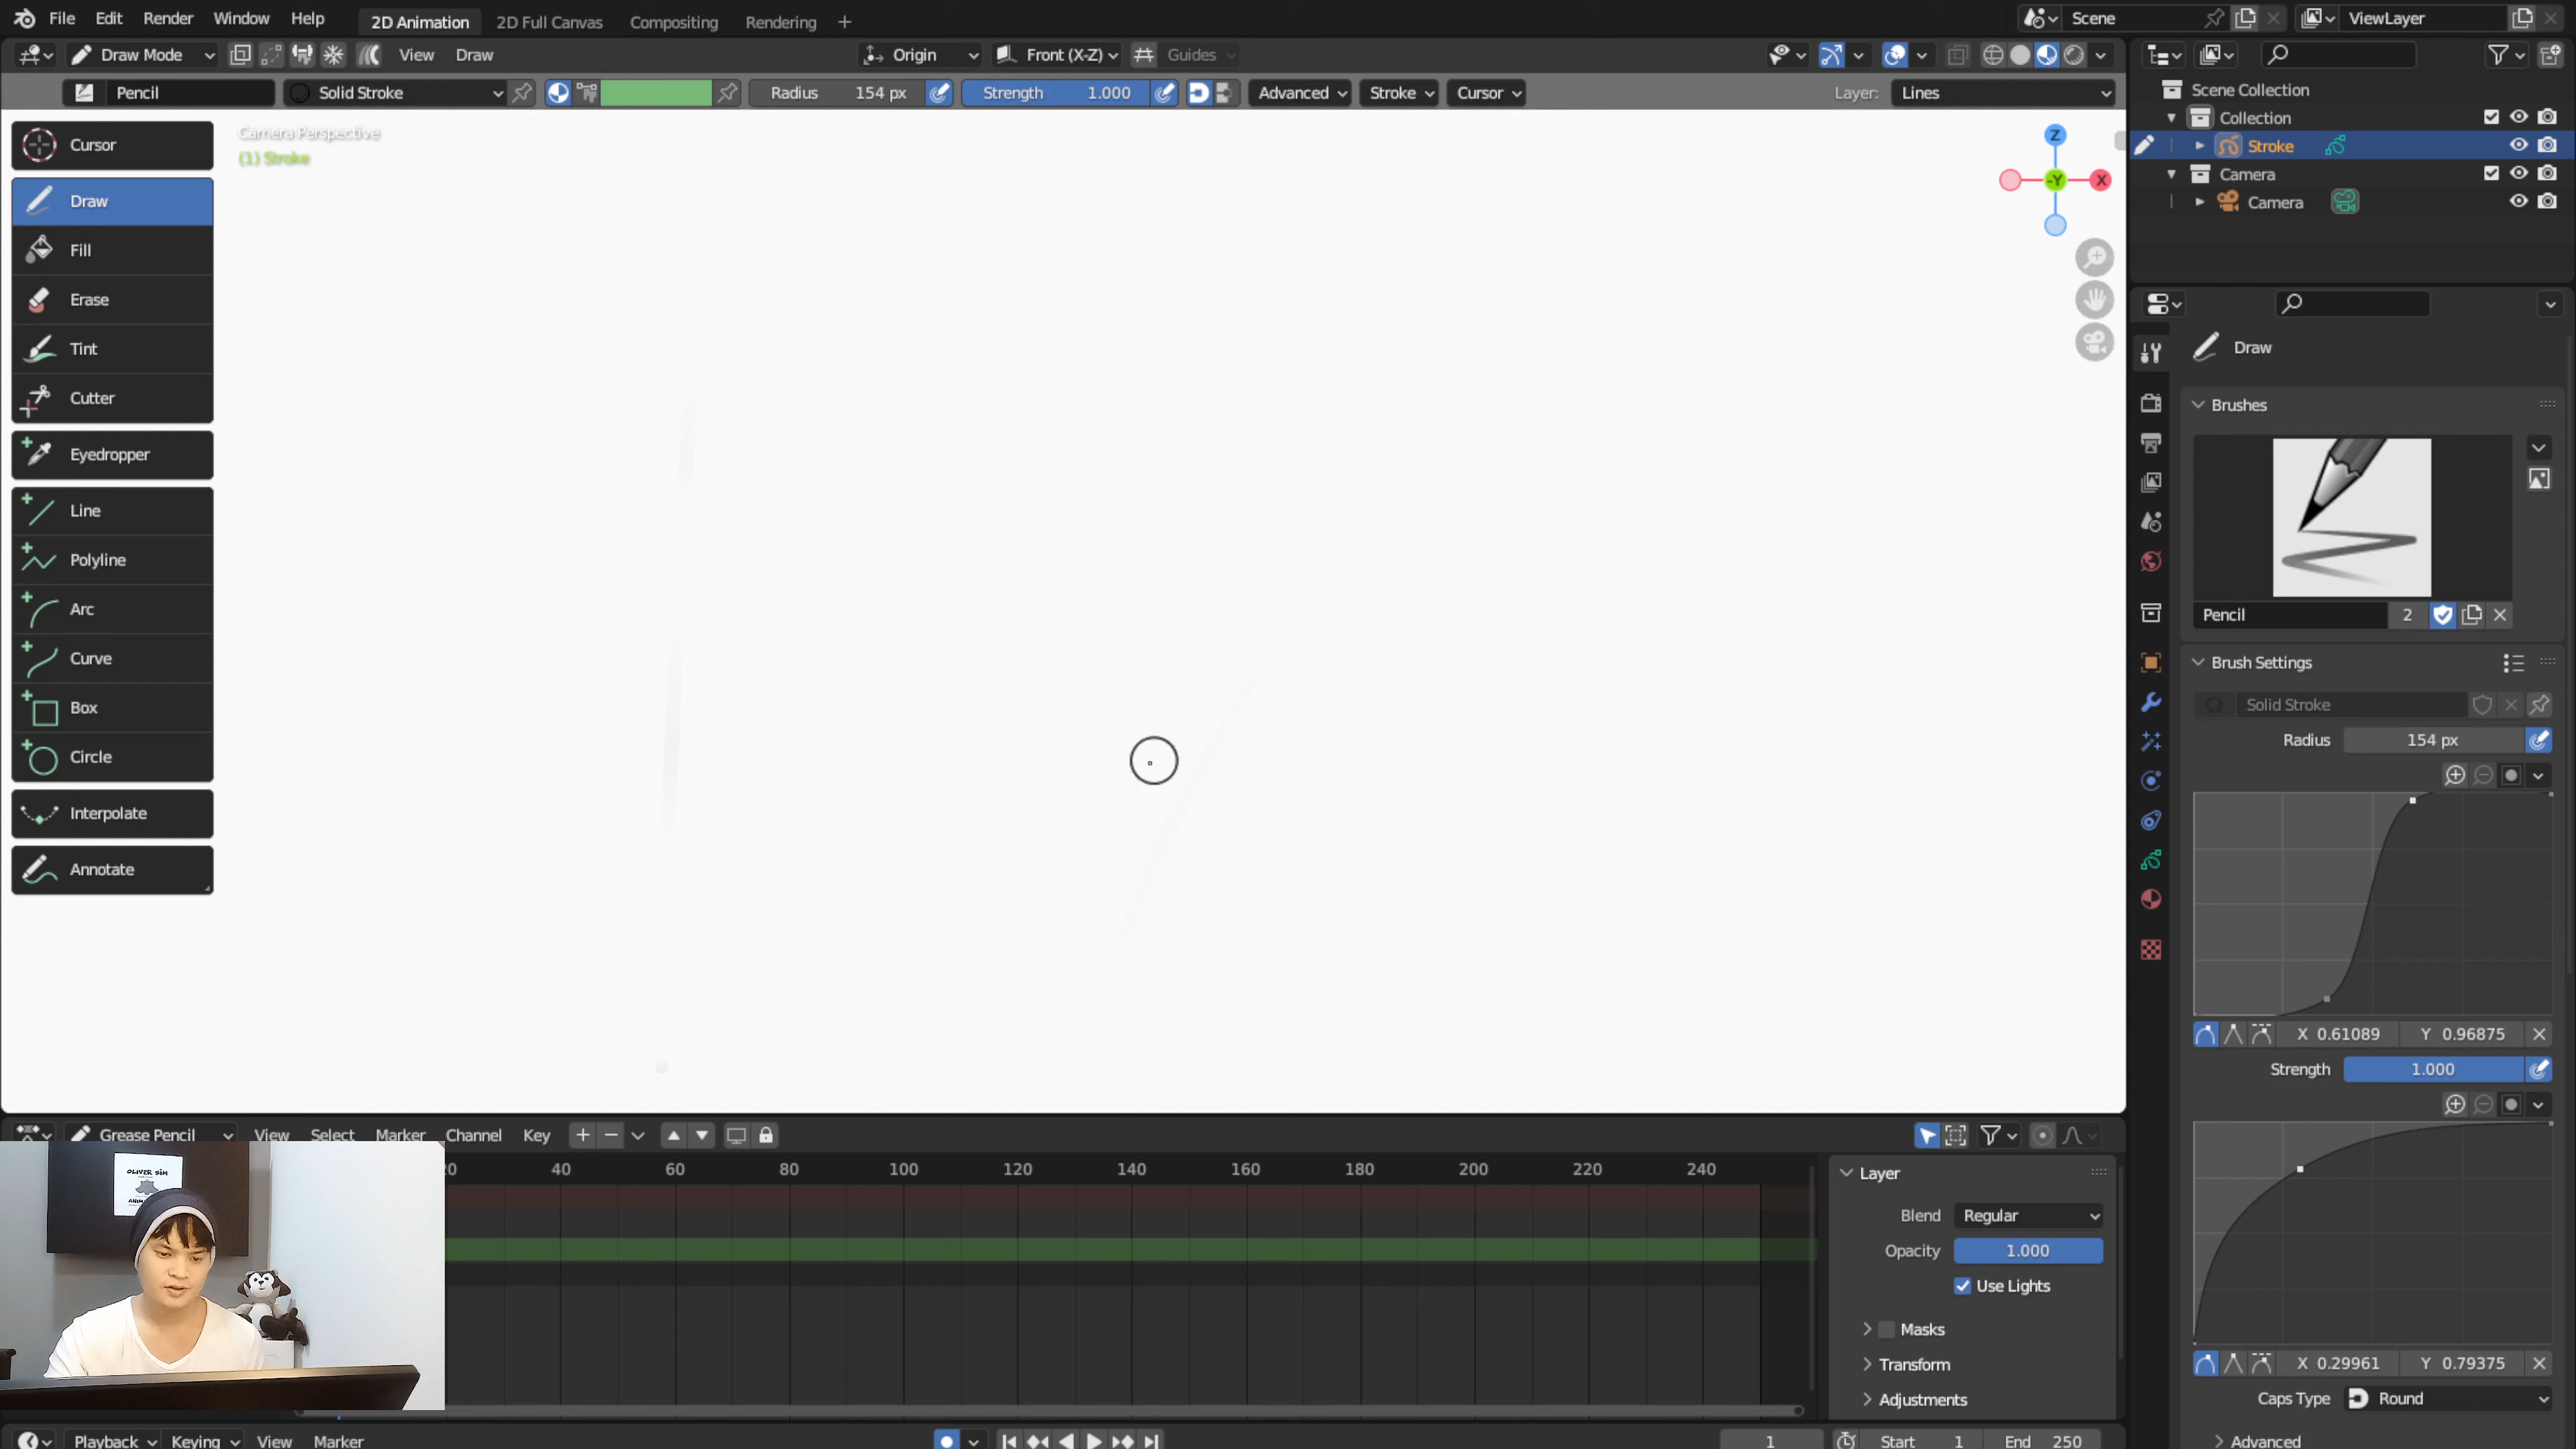 File Edit Render Window Help 2D Animation 2D Full Canvas Compositing Rendering + Scene ViewLayer
Draw Mode View Draw Origin Front (X-Z) Guides
Pencil Solid Stroke Radius 154 px Strength 1.000 Advanced Stroke Cursor Layer: Lines
Camera Perspective
(1) Stroke
Cursor
Draw
Fill
Erase
Tint
Cutter
Eyedropper
Line
Polyline
Arc
Curve
Box
Circle
Interpolate
Annotate
Z
-Y
X
Scene Collection
Collection
Stroke
Camera
Camera
Draw
Brushes
Pencil 2
Brush Settings
Solid Stroke
Radius 154 px
X 0.61089 Y 0.96875
Strength 1.000
X 0.29961 Y 0.79375
Caps Type Round
Advanced
Grease Pencil View Select Marker Channel Key
20 40 60 80 100 120 140 160 180 200 220 240
Layer
Blend Regular
Opacity 1.000
Use Lights
Masks
Transform
Adjustments
OLIVER SIM
Playback Keying View Marker 1 Start 1 End 250